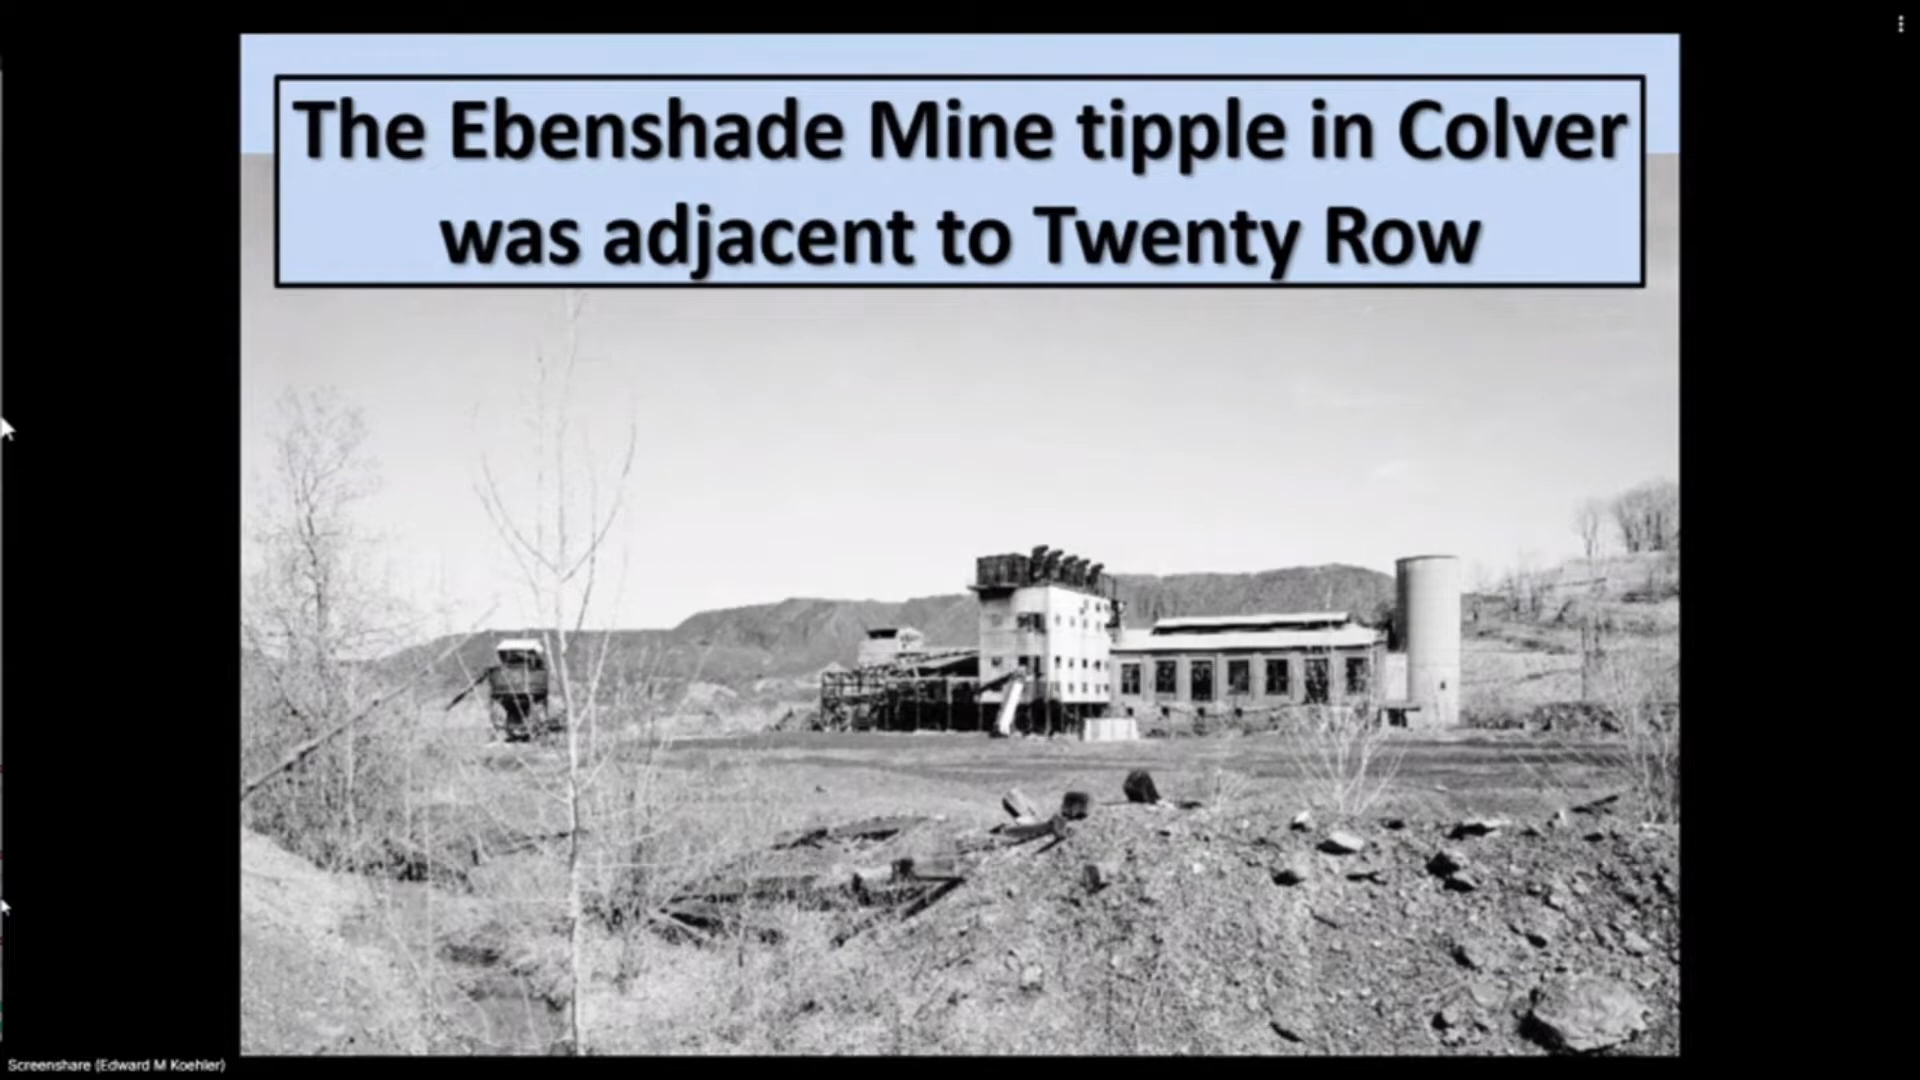 The Ebenshade Mine tipple in Colver
was adjacent to Twenty Row
Screenshare (Edward M Koehler)